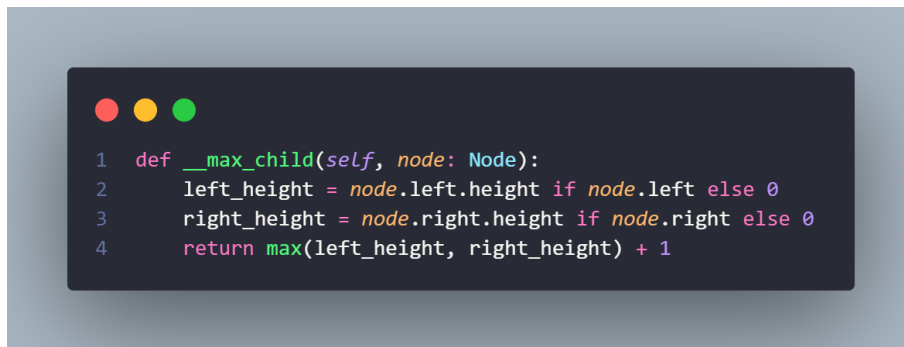 1 def __max_child(self, node: Node):
2     left_height = node.left.height if node.left else 0
3     right_height = node.right.height if node.right else 0
4     return max(left_height, right_height) + 1